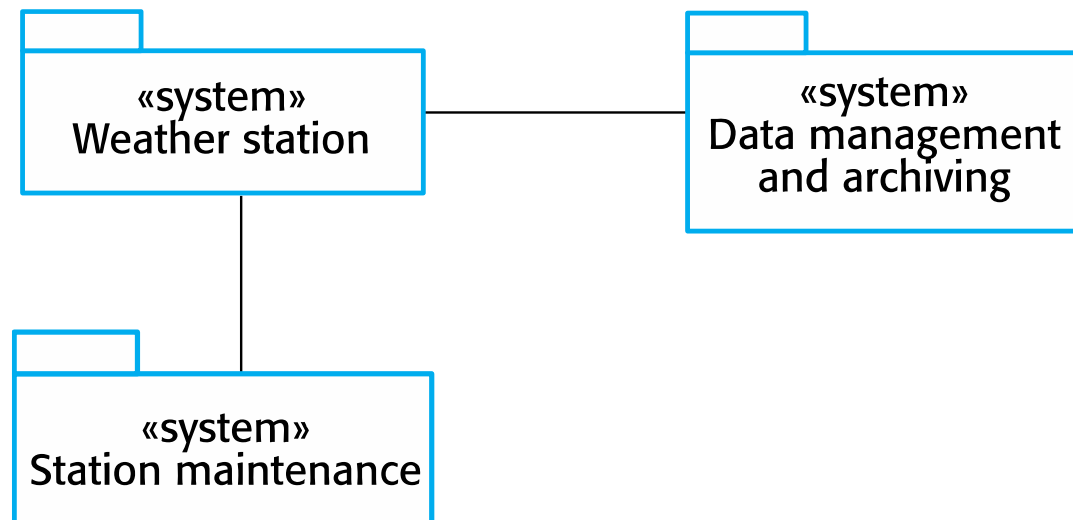 «system»
Weather station
«system»
Data management
and archiving
«system»
Station maintenance